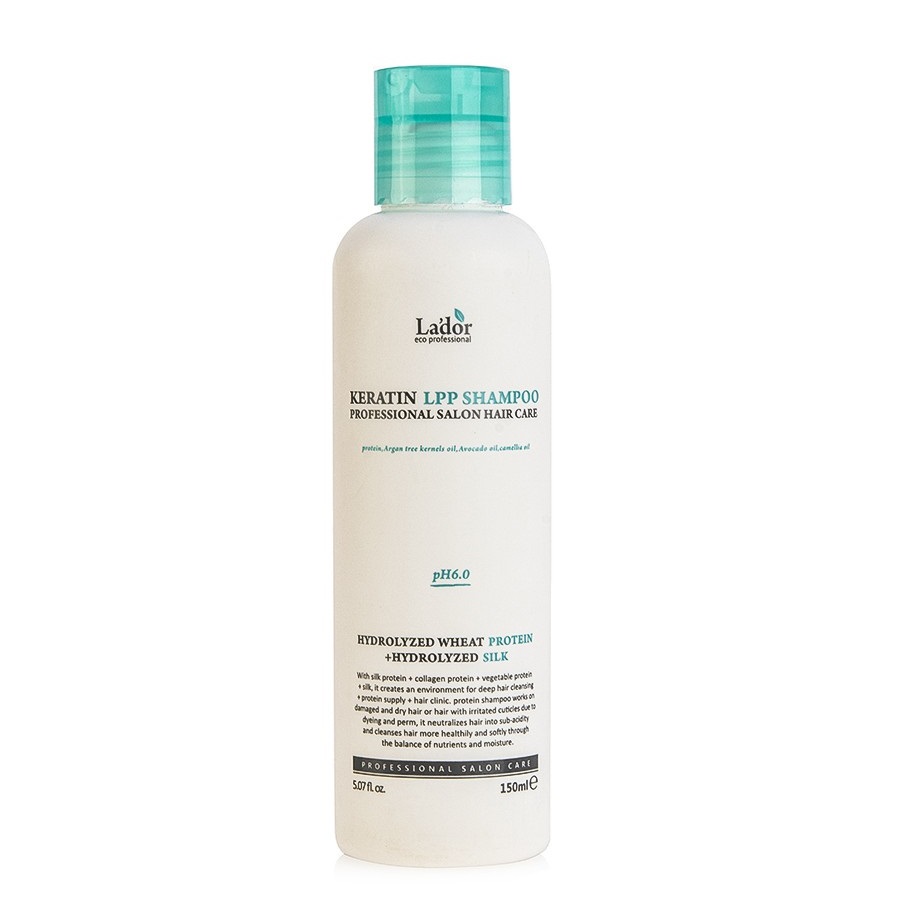 La'dor
eco professional
KERATIN LPP SHAMPOO
PROFESSIONAL SALON HAIR CARE
protein,Argan tree kernels oil,Avocado oil,camellia oil
pH6.0
HYDROLYZED WHEAT PROTEIN
+HYDROLYZED SILK
With silk protein + collagen protein + vegetable protein
+ silk, it creates an environment for deep hair cleansing
+ protein supply + hair clinic. protein shampoo works on
damaged and dry hair or hair with irritated cuticles due to
dyeing and perm, it neutralizes hair into sub-acidity
and cleanses hair more healthily and softly through
the balance of nutrients and moisture.
PROFESSIONAL SALON CARE
5.07 fl. oz. 150ml e